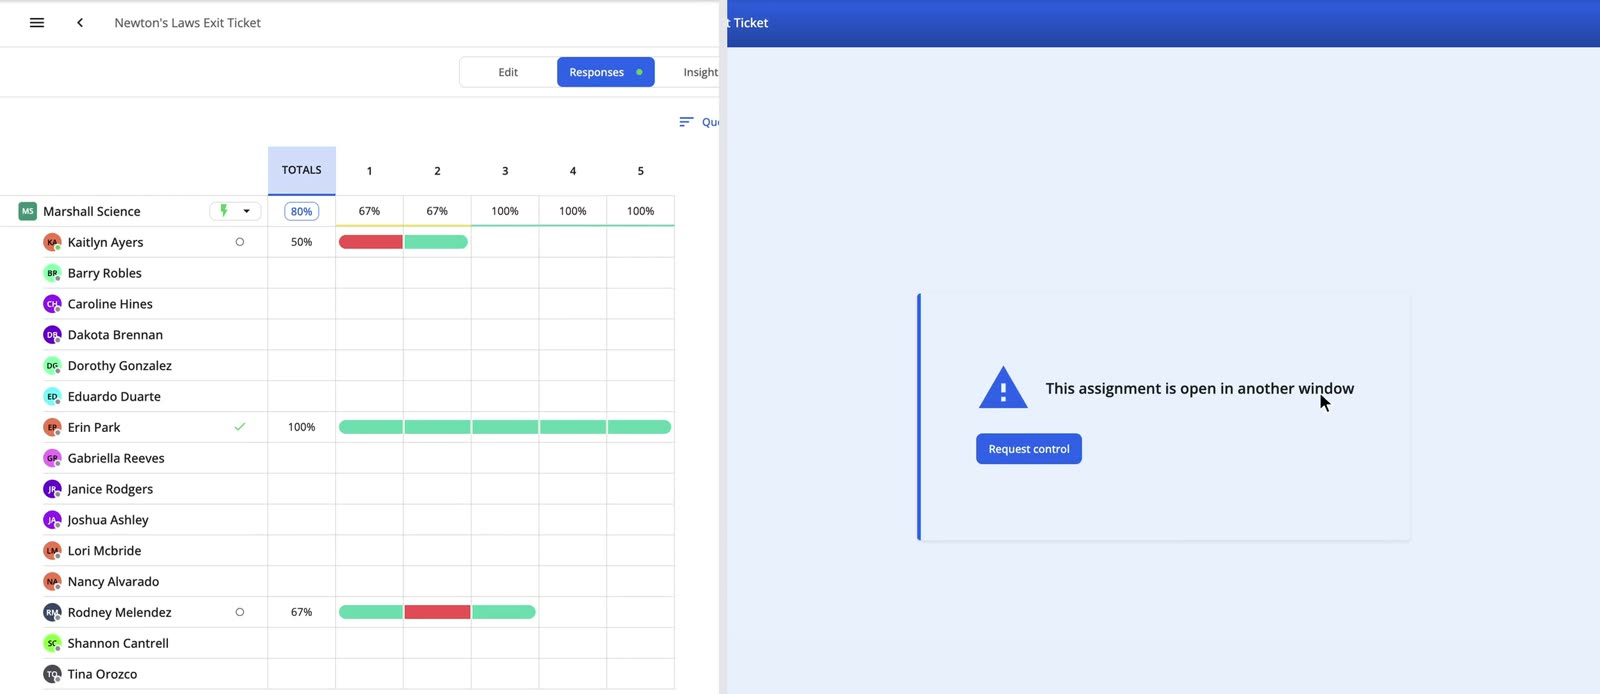 Newton's Laws Exit Ticket
t Ticket
Edit
Responses
Insight
Que
TOTALS 1 2 3 4 5
MS Marshall Science 80% 67% 67% 100% 100% 100%
KA Kaitlyn Ayers 50%
BR Barry Robles
CH Caroline Hines
DB Dakota Brennan
DG Dorothy Gonzalez
ED Eduardo Duarte
EP Erin Park 100%
GR Gabriella Reeves
JR Janice Rodgers
JA Joshua Ashley
LM Lori Mcbride
NA Nancy Alvarado
RM Rodney Melendez 67%
SC Shannon Cantrell
TO Tina Orozco
This assignment is open in another window
Request control